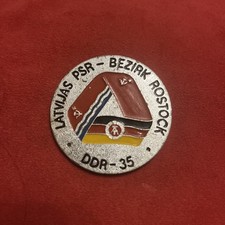 LATVIJAS PSR - BEZIRK ROSTOCK
• DDR-35 •